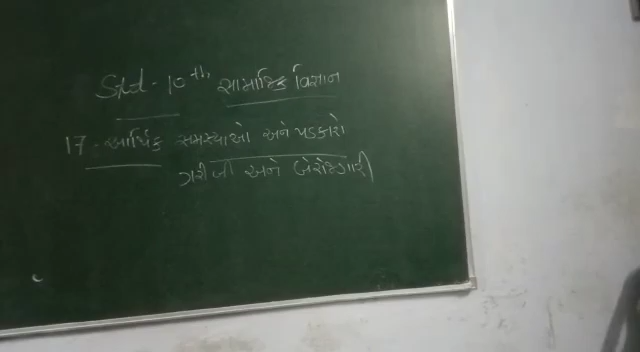 Std - 10th સામાજિક વિજ્ઞાન
17. આર્થિક સમસ્યાઓ અને પડકારો
ગરીબી અને બેરોજગારી